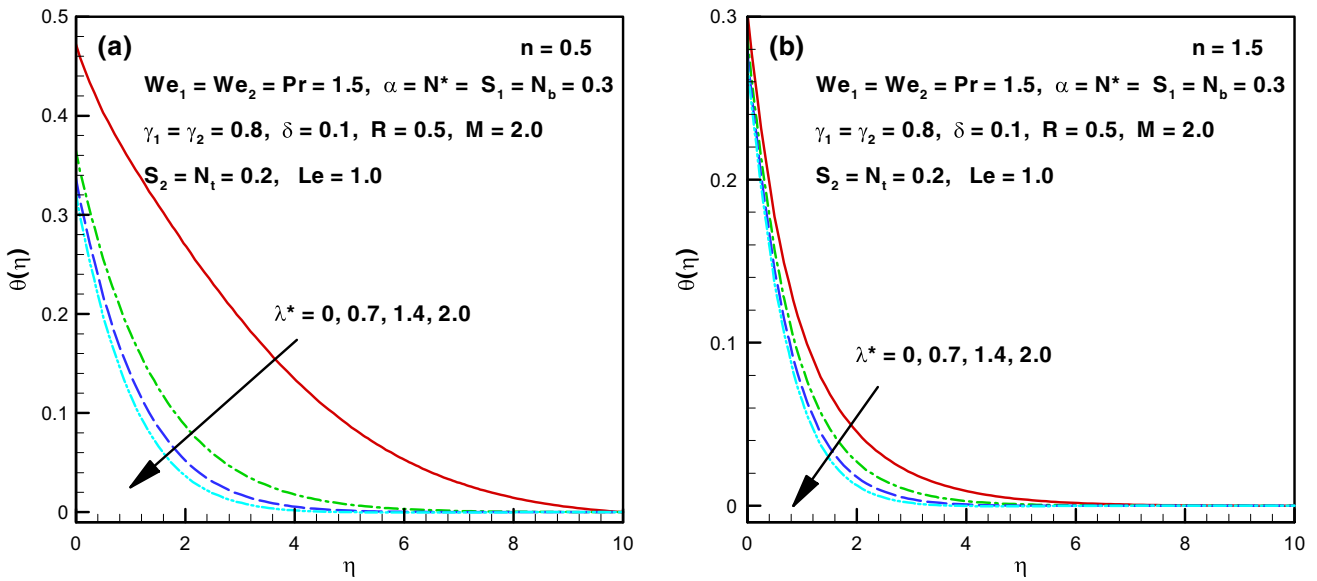 (a)
n = 0.5
We₁ = We₂ = Pr = 1.5, α = N* = S₁ = N_b = 0.3
γ₁ = γ₂ = 0.8, δ = 0.1, R = 0.5, M = 2.0
S₂ = N_t = 0.2, Le = 1.0
λ* = 0, 0.7, 1.4, 2.0
θ(η)
0.5
0.4
0.3
0.2
0.1
0
0 2 4 6 8 10
η
(b)
n = 1.5
We₁ = We₂ = Pr = 1.5, α = N* = S₁ = N_b = 0.3
γ₁ = γ₂ = 0.8, δ = 0.1, R = 0.5, M = 2.0
S₂ = N_t = 0.2, Le = 1.0
λ* = 0, 0.7, 1.4, 2.0
θ(η)
0.3
0.2
0.1
0
0 2 4 6 8 10
η